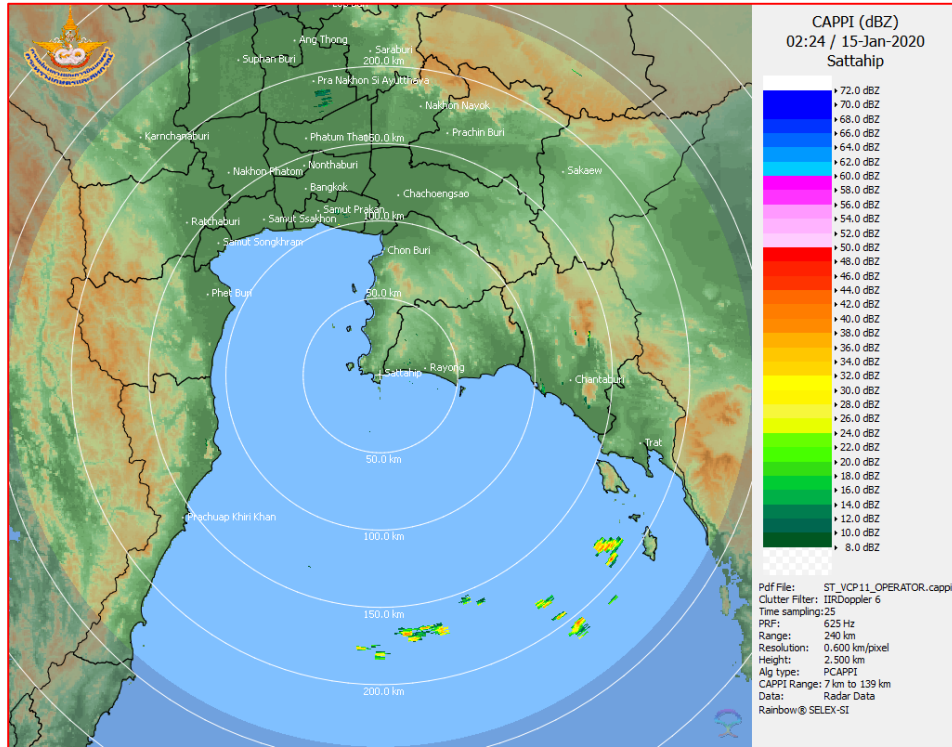 CAPPI (dBZ)
02:24 / 15-Jan-2020
Sattahip
72.0 dBZ
70.0 dBZ
68.0 dBZ
66.0 dBZ
64.0 dBZ
62.0 dBZ
60.0 dBZ
58.0 dBZ
56.0 dBZ
54.0 dBZ
52.0 dBZ
50.0 dBZ
48.0 dBZ
46.0 dBZ
44.0 dBZ
42.0 dBZ
40.0 dBZ
38.0 dBZ
36.0 dBZ
34.0 dBZ
32.0 dBZ
30.0 dBZ
28.0 dBZ
26.0 dBZ
24.0 dBZ
22.0 dBZ
20.0 dBZ
18.0 dBZ
16.0 dBZ
14.0 dBZ
12.0 dBZ
10.0 dBZ
8.0 dBZ
Pdf File: ST_VCP11_OPERATOR.cappi
Clutter Filter: IIRDoppler 6
Time sampling:25
PRF: 625 Hz
Range: 240 km
Resolution: 0.600 km/pixel
Height: 2.500 km
Alg type: PCAPPI
CAPPI Range: 7 km to 139 km
Data: Radar Data
Rainbow® SELEX-SI
Ang Thong
Saraburi
Suphan Buri
200.0 km
Pra Nakhon Si Ayutthaya
Nakhon Nayok
Karnchanaburi
Phatum Thani
150.0 km
Prachin Buri
Nonthaburi
Nakhon Phatom
Sakaew
Bangkok
Chachoengsao
Samut Prakan
Ratchaburi
Samut Ssakhon
100.0 km
Samut Songkhram
Chon Buri
Phet Buri
50.0 km
Sattahip
Rayong
Chantaburi
Trat
50.0 km
Prachuap Khiri Khan
100.0 km
150.0 km
200.0 km